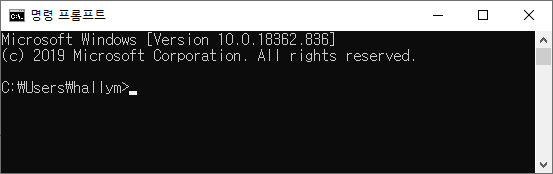 명령 프롬프트
Microsoft Windows [Version 10.0.18362.836]
(c) 2019 Microsoft Corporation. All rights reserved.
C:₩Users₩hallym>